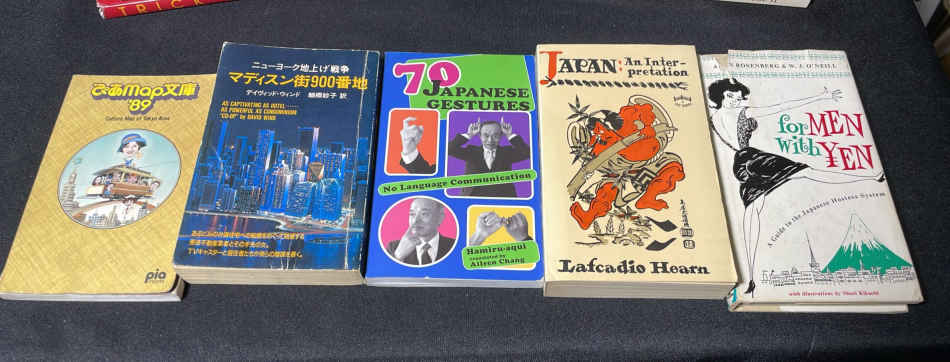 TRICK
ぴあmap文庫
'89
Culture Map of Tokyo Area
pia
ニューヨーク地上げ戦争
マディスン街900番地
デイヴィッド・ウィンド
訳
AS CAPTIVATING AS HOTEL......
AS POWERFUL AS CONDOMINIUM
"CO-OP" by DAVID WIND
70
JAPANESE
GESTURES
No Language Communication
Hamiru-aqui
translated by
Aileen Chang
JAPAN: An Inter-
pretation
Lafcadio Hearn
ROSENBERG & W. J. O'NEILL
for MEN
with YEN
A Guide to the Japanese Hostess System
with illustrations by Shozi Kikuchi